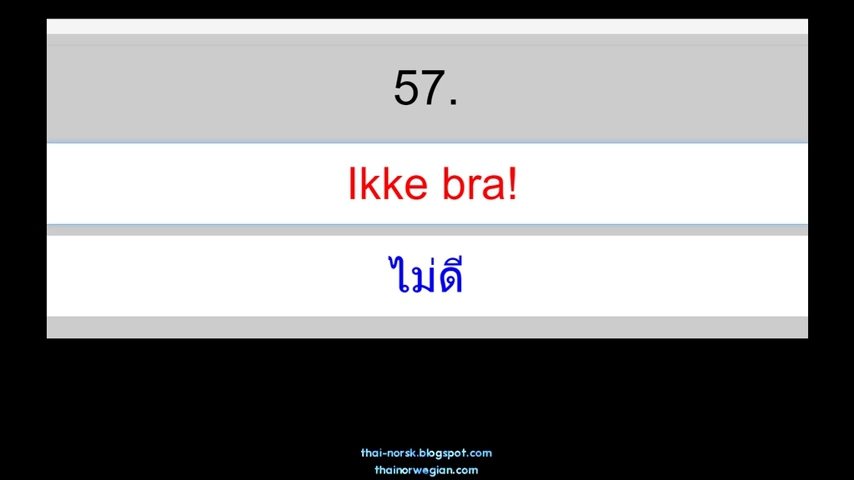 57.
Ikke bra!
ไม่ดี
thai-norsk.blogspot.com
thainorwegian.com